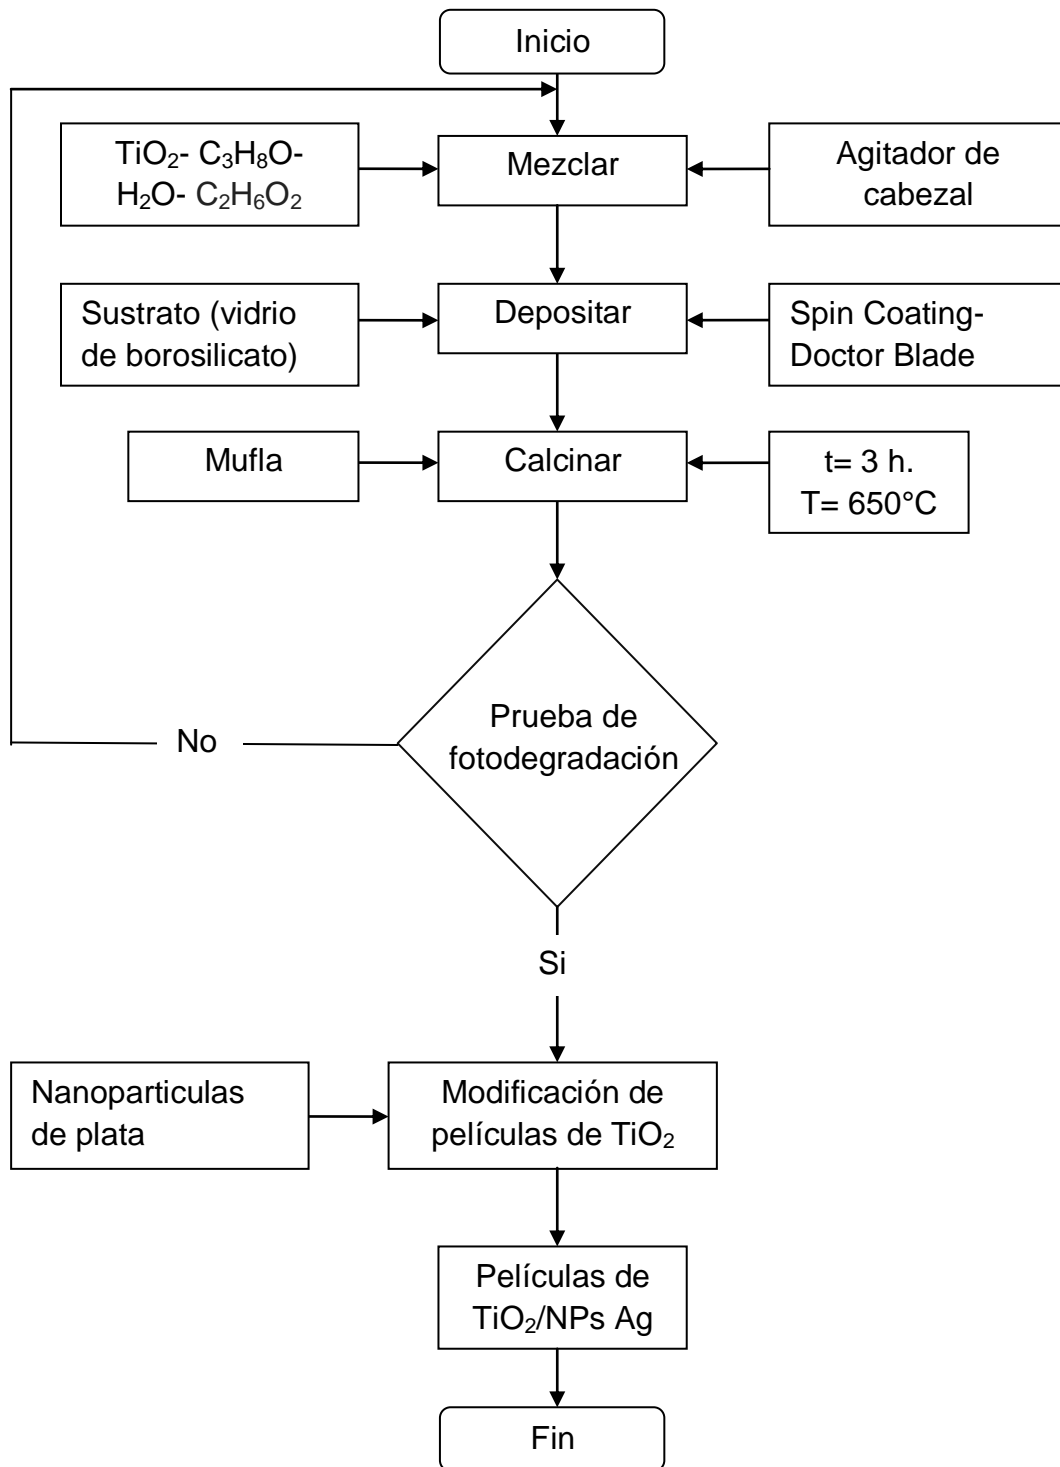 Inicio
TiO₂- C₃H₈O-
H₂O- C₂H₆O₂
Mezclar
Agitador de
cabezal
Sustrato (vidrio
de borosilicato)
Depositar
Spin Coating-
Doctor Blade
Mufla
Calcinar
t= 3 h.
T= 650°C
Prueba de
fotodegradación
No
Si
Nanoparticulas
de plata
Modificación de
películas de TiO₂
Películas de
TiO₂/NPs Ag
Fin